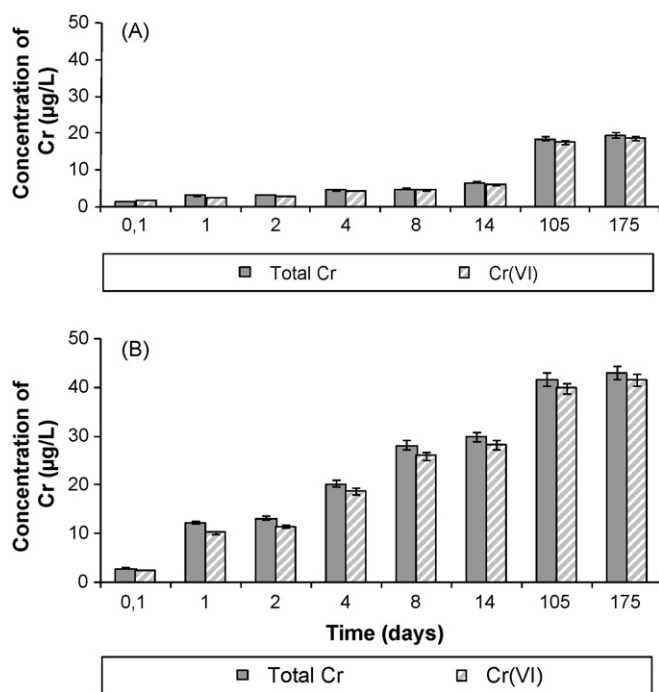 (A)
Concentration of
Cr (µg/L)
50
40
30
20
10
0
0,1 1 2 4 8 14 105 175
Total Cr Cr(VI)
(B)
Concentration of
Cr (µg/L)
50
40
30
20
10
0
0,1 1 2 4 8 14 105 175
Time (days)
Total Cr Cr(VI)